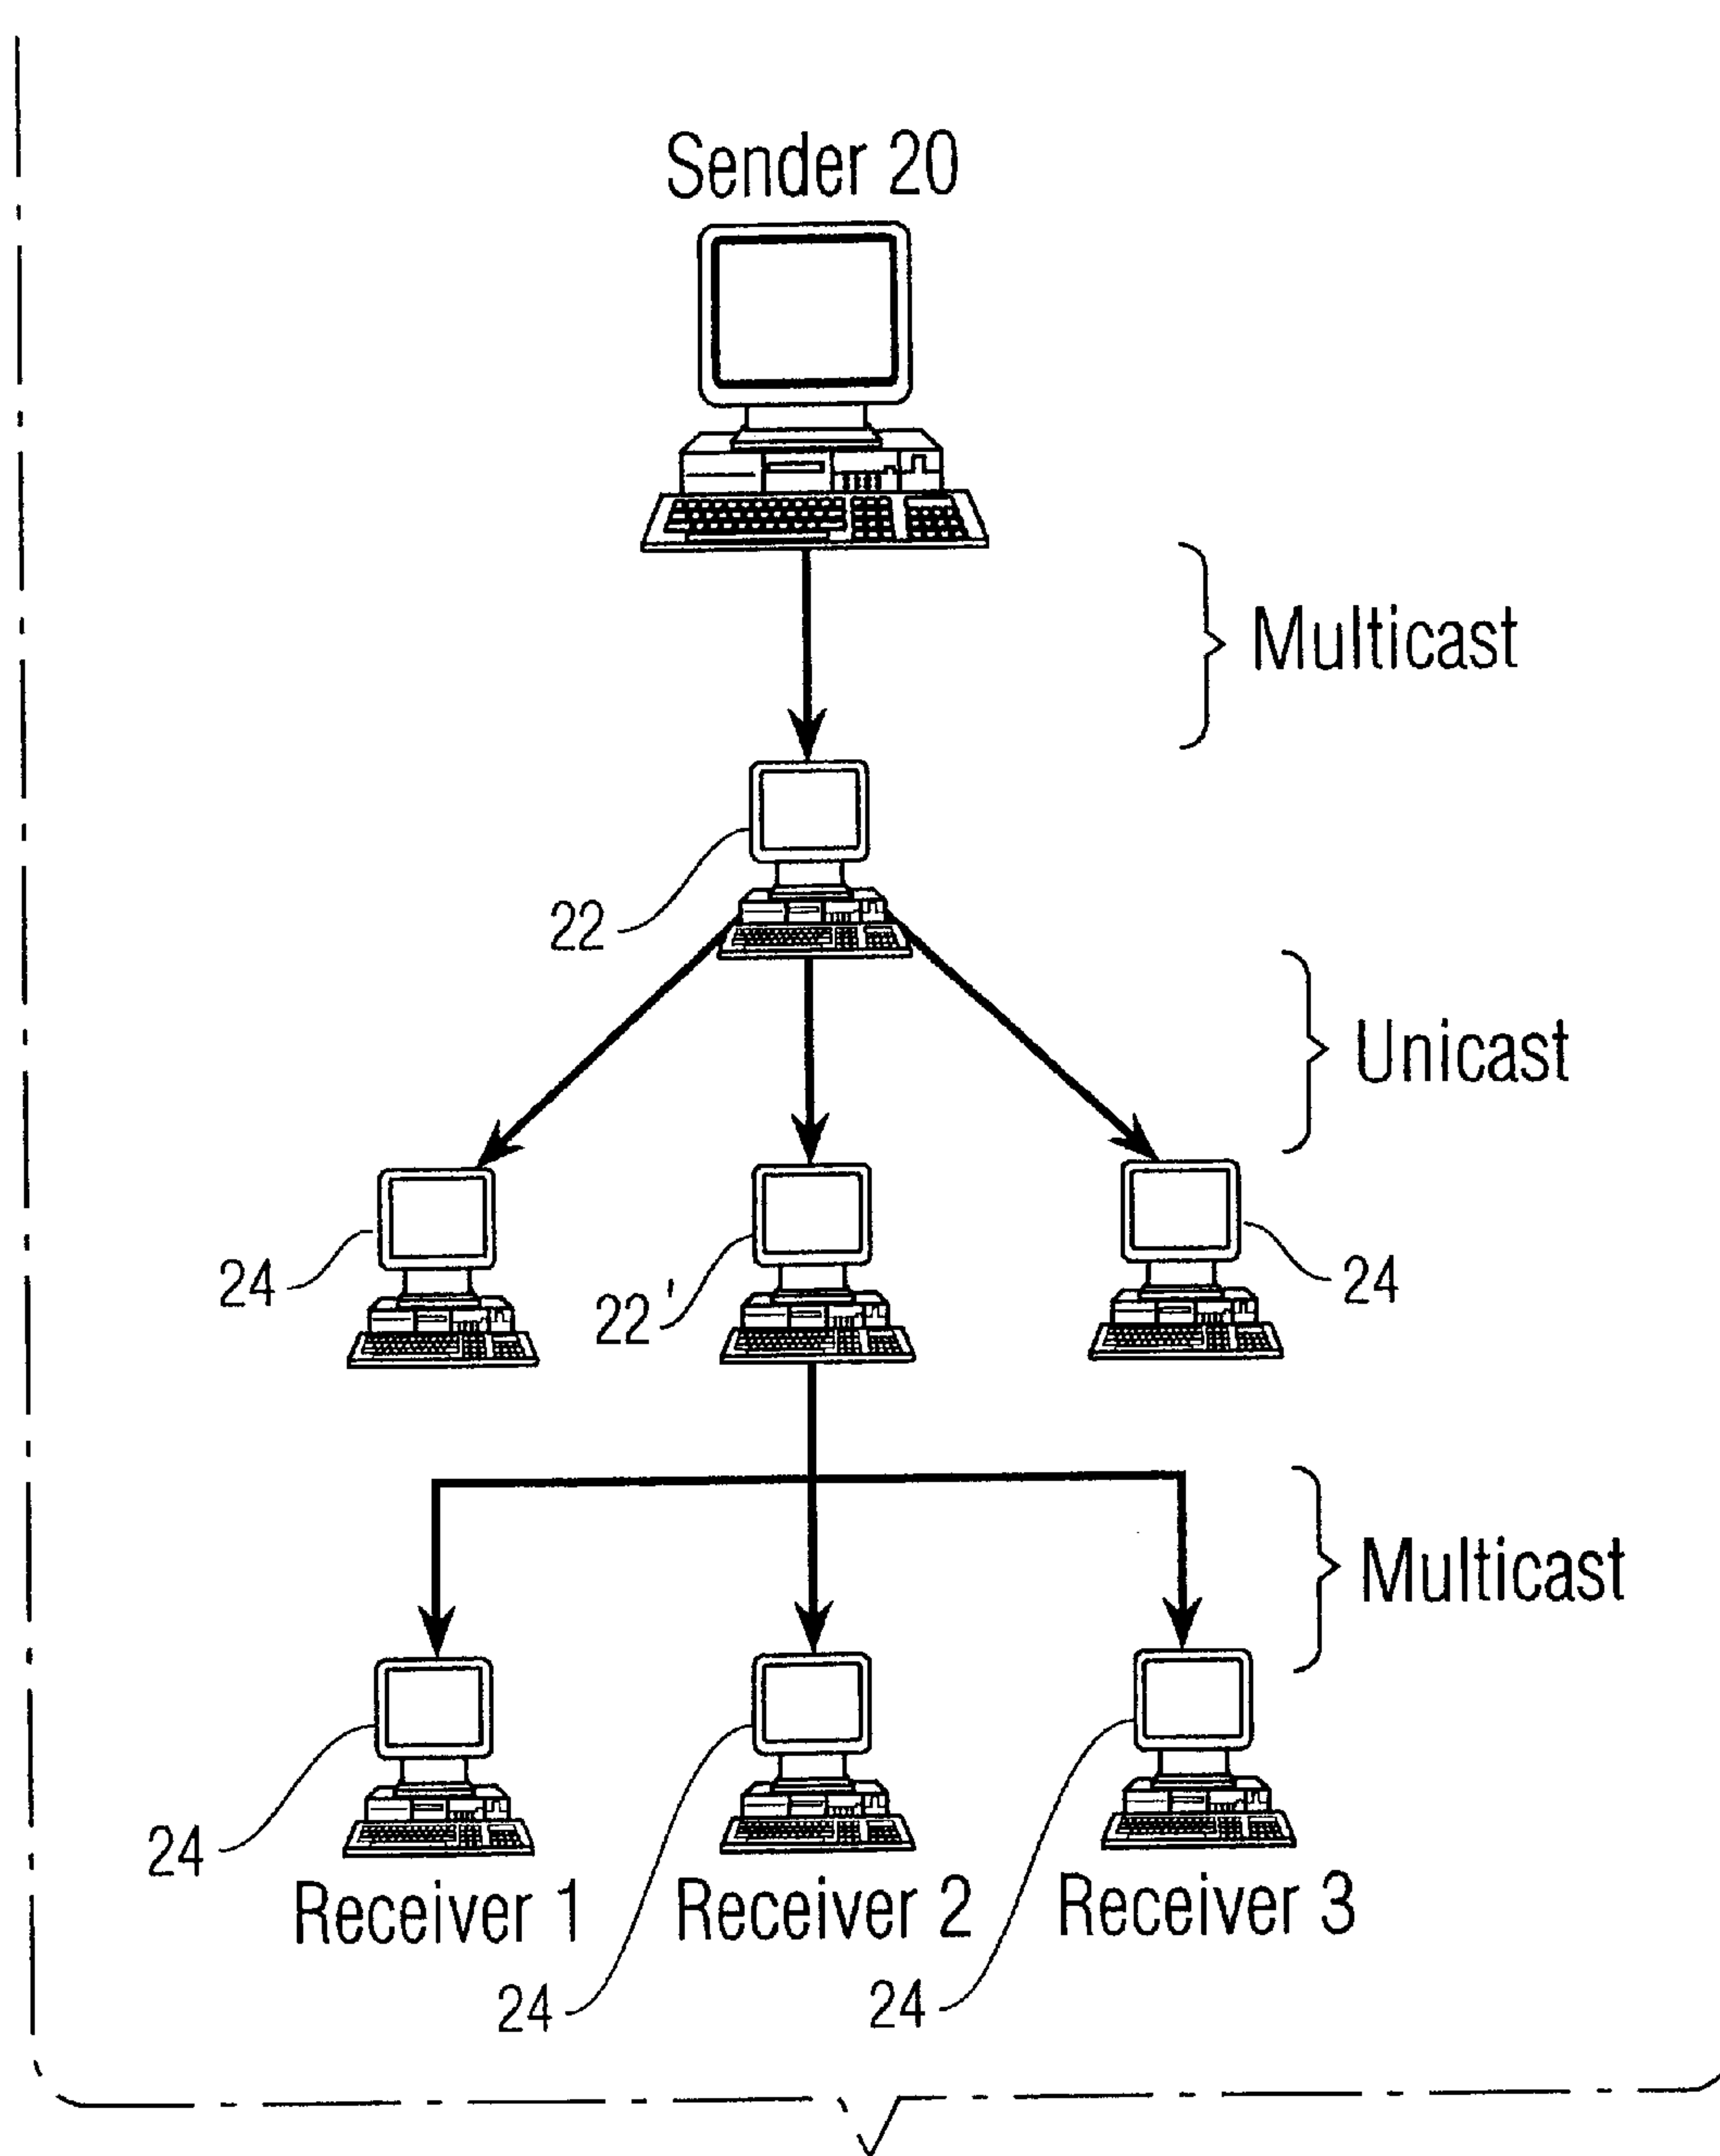 Sender 20
Multicast
22
Unicast
24
22'
24
Multicast
24
Receiver 1
Receiver 2
Receiver 3
24
24